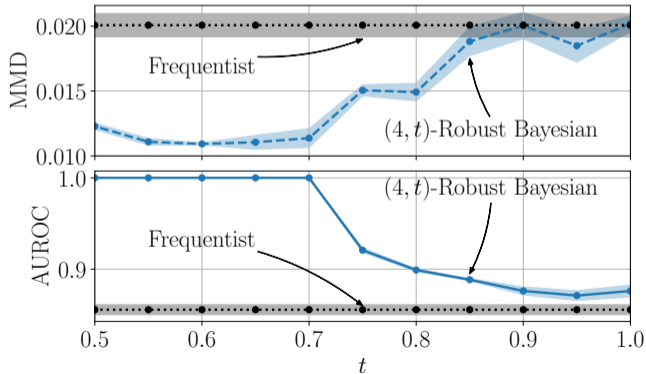 0.020
0.015
0.010
MMD
Frequentist
(4, t)-Robust Bayesian
1.0
0.9
AUROC
(4, t)-Robust Bayesian
Frequentist
0.5 0.6 0.7 0.8 0.9 1.0
t